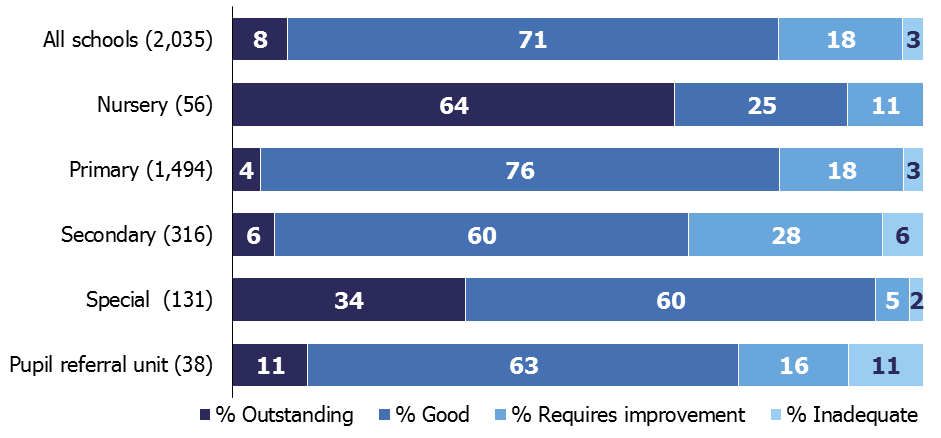 All schools (2,035) 8 71 18 3
Nursery (56) 64 25 11
Primary (1,494) 4 76 18 3
Secondary (316) 6 60 28 6
Special (131) 34 60 5 2
Pupil referral unit (38) 11 63 16 11
% Outstanding % Good % Requires improvement % Inadequate